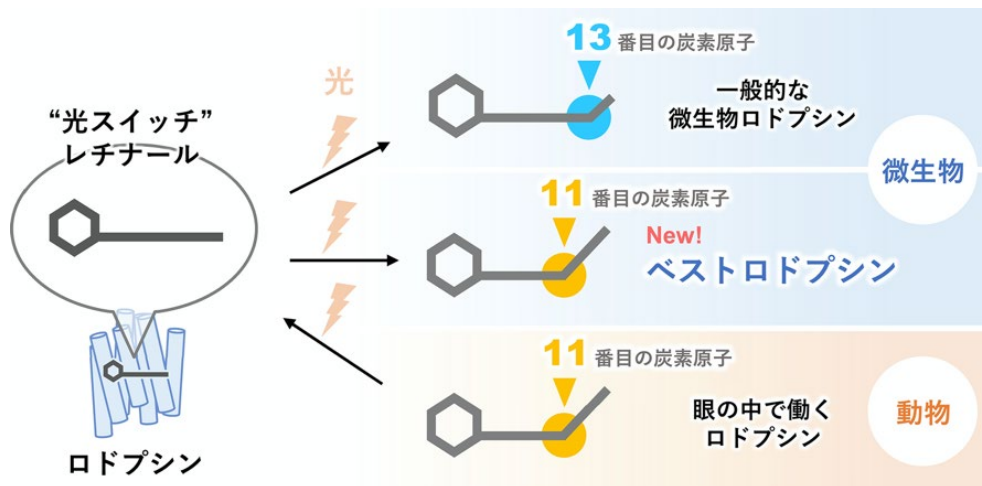 “光スイッチ”
レチナール
ロドプシン
光
13 番目の炭素原子
一般的な
微生物ロドプシン
微生物
11 番目の炭素原子
New!
ベストロドプシン
11 番目の炭素原子
眼の中で働く
ロドプシン
動物